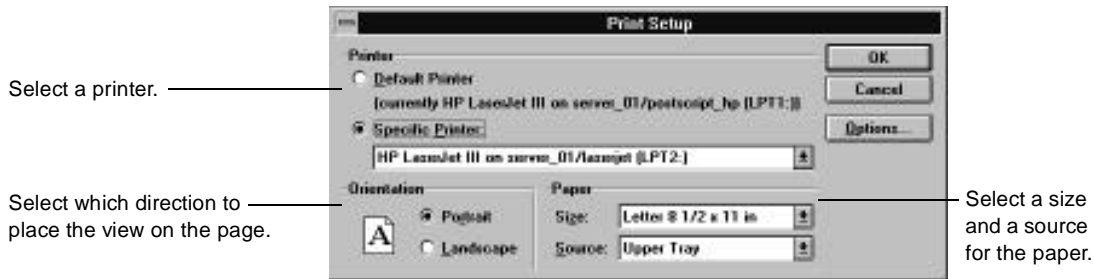 Print Setup
Printer
Select a printer.
Default Printer
(currently HP LaserJet III on server_01/postscript_hp (LPT1:))
Specific Printer:
HP LaserJet III on server_01/laserjet (LPT2:)
OK
Cancel
Options...
Select which direction to
place the view on the page.
Orientation
A
Portrait
Landscape
Paper
Size: Letter 8 1/2 x 11 in
Source: Upper Tray
Select a size
and a source
for the paper.